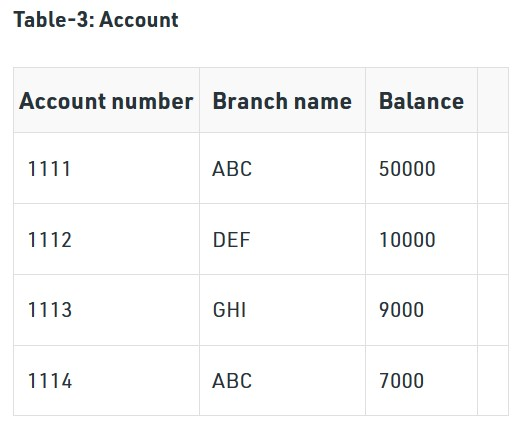 Table-3: Account
Account number Branch name Balance
1111 ABC 50000
1112 DEF 10000
1113 GHI 9000
1114 ABC 7000